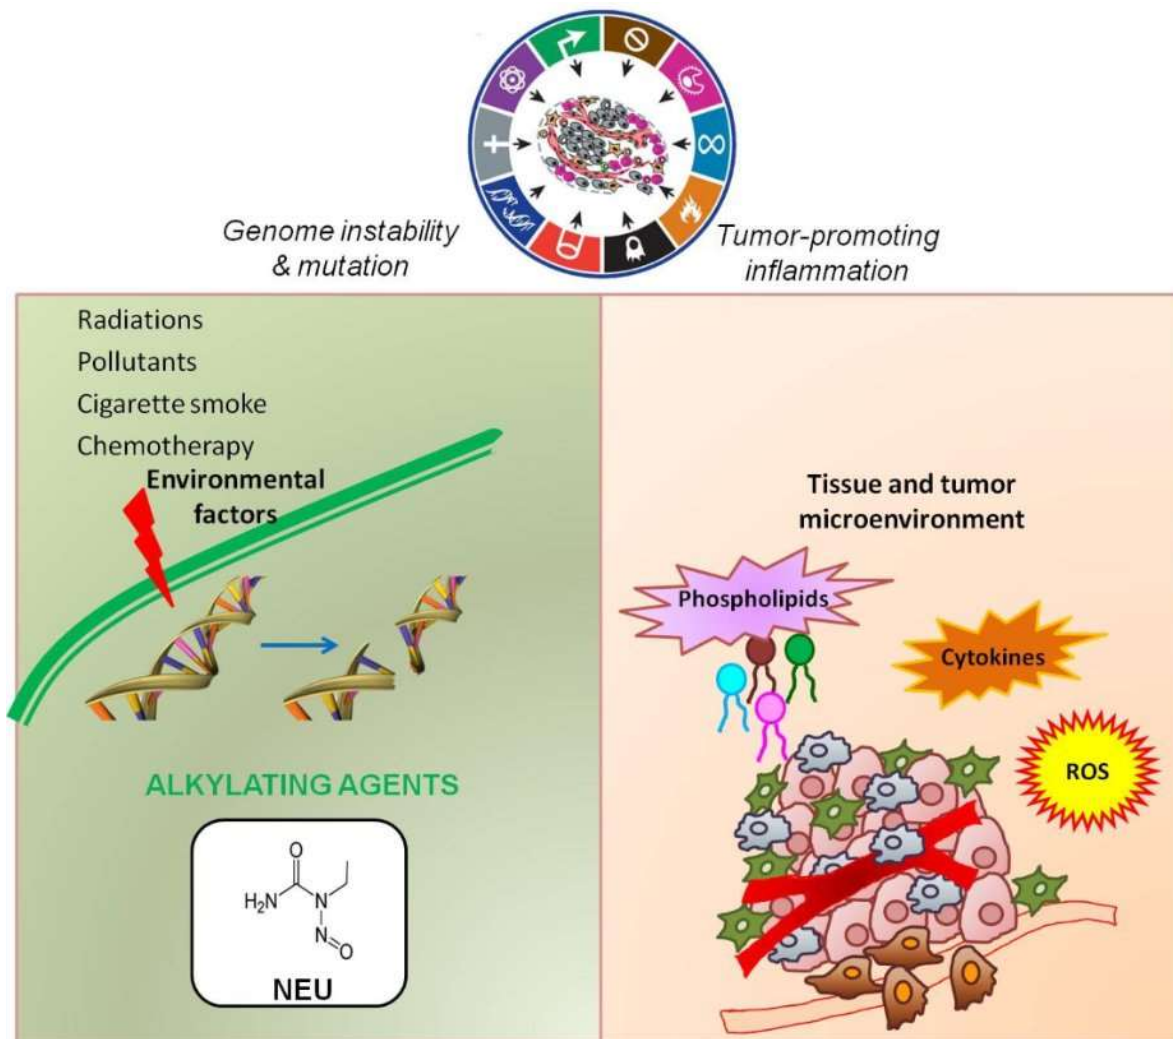 Genome instability
& mutation
Tumor-promoting
inflammation
Radiations
Pollutants
Cigarette smoke
Chemotherapy
Environmental
factors
ALKYLATING AGENTS
O
H₂N
N
N
O
NEU
Tissue and tumor
microenvironment
Phospholipids
Cytokines
ROS